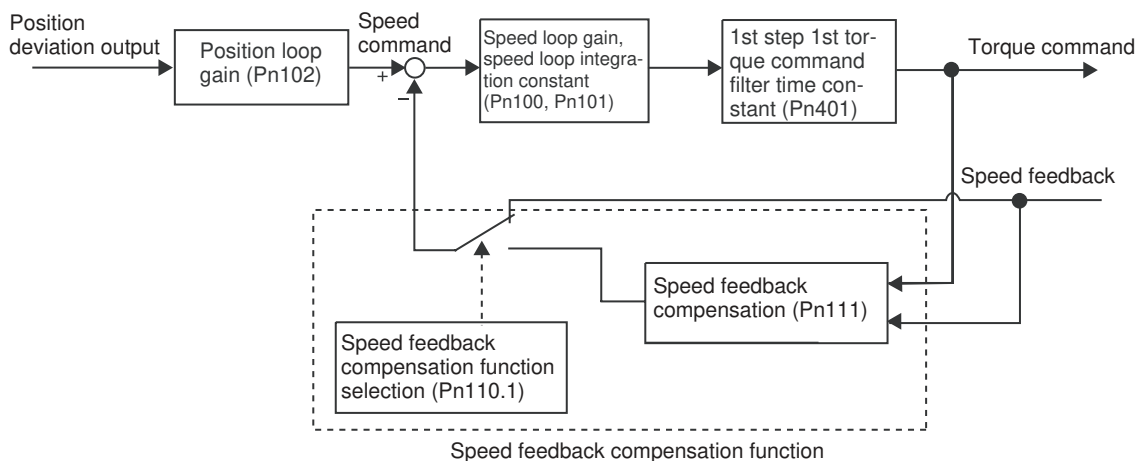 Position
deviation output
Position loop
gain (Pn102)
Speed
command
+
−
Speed loop gain,
speed loop integra-
tion constant
(Pn100, Pn101)
1st step 1st tor-
que command
filter time con-
stant (Pn401)
Torque command
Speed feedback
Speed feedback
compensation (Pn111)
Speed feedback
compensation function
selection (Pn110.1)
Speed feedback compensation function